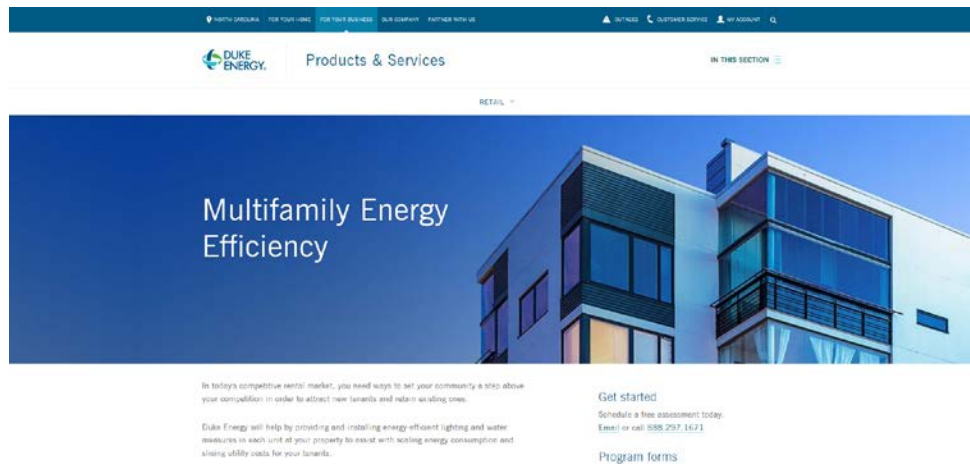 NORTH CAROLINA FOR YOUR HOME FOR YOUR BUSINESS OUR COMPANY PARTNER WITH US OUTAGES CUSTOMER SERVICE MY ACCOUNT
DUKE
ENERGY.
Products & Services
IN THIS SECTION
RETAIL
Multifamily Energy
Efficiency
In today's competitive rental market, you need ways to set your community a step above
your competition in order to attract new tenants and retain existing ones.
Duke Energy will help by providing and installing energy-efficient lighting and water
measures in each unit at your property to assist with scaling energy consumption and
slicing utility costs for your tenants.
Get started
Schedule a free assessment today.
Email or call 888.297.1671
Program forms